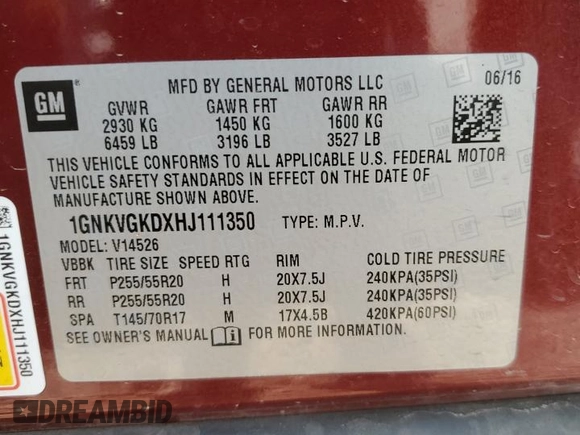 GM
®
MFD BY GENERAL MOTORS LLC 06/16
GVWR GAWR FRT GAWR RR
2930 KG 1450 KG 1600 KG
6459 LB 3196 LB 3527 LB
THIS VEHICLE CONFORMS TO ALL APPLICABLE U.S. FEDERAL MOTOR
VEHICLE SAFETY STANDARDS IN EFFECT ON THE DATE OF
MANUFACTURE SHOWN ABOVE.
1GNKVGKDXHJ111350 TYPE: M.P.V.
MODEL: V14526
VBBK TIRE SIZE SPEED RTG RIM COLD TIRE PRESSURE
FRT P255/55R20 H 20X7.5J 240KPA(35PSI)
RR P255/55R20 H 20X7.5J 240KPA(35PSI)
SPA T145/70R17 M 17X4.5B 420KPA(60PSI)
SEE OWNER'S MANUAL FOR MORE INFORMATION.
1GNKVGKDXHJ111350
DREAMBID